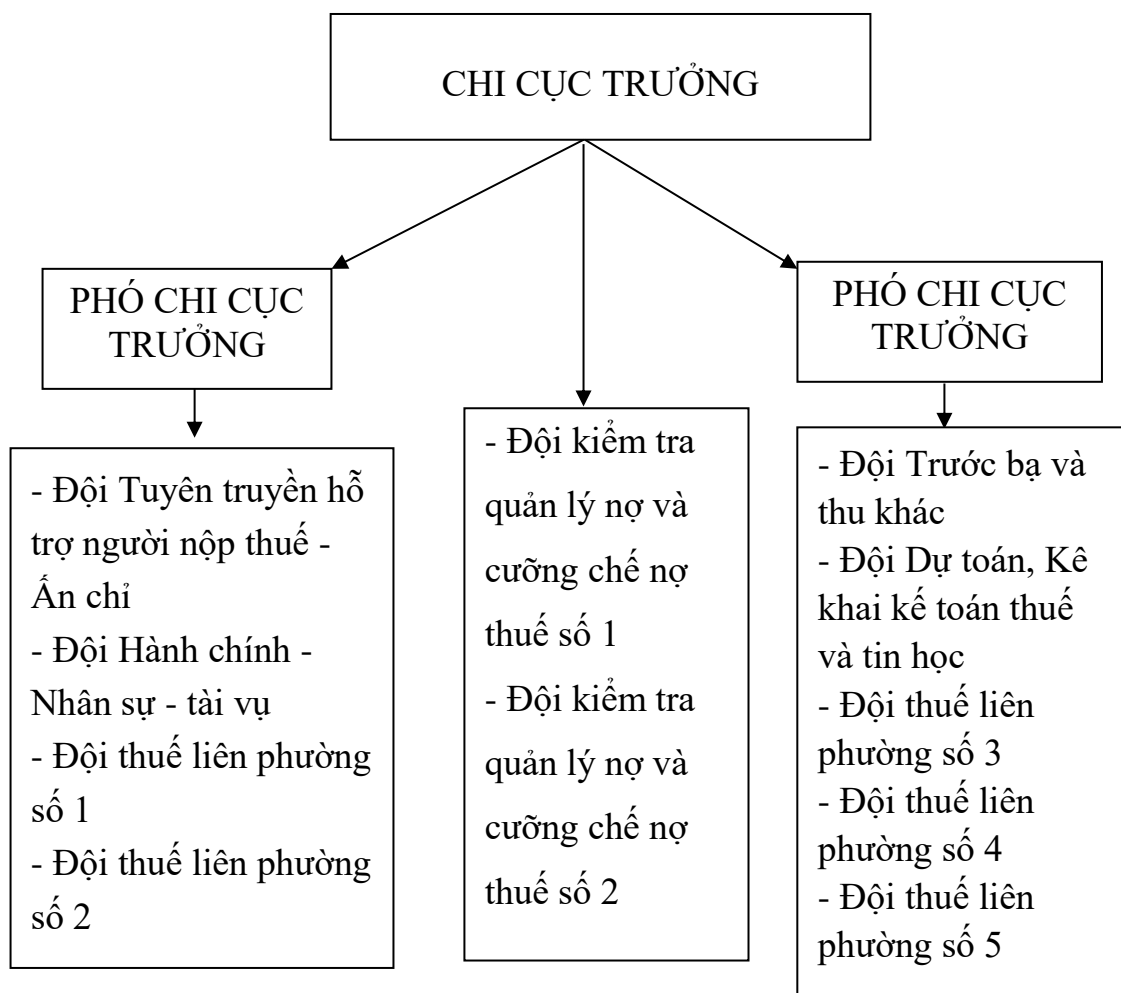 CHI CỤC TRƯỞNG
PHÓ CHI CỤC
TRƯỞNG
PHÓ CHI CỤC
TRƯỞNG
- Đội Tuyên truyền hỗ
trợ người nộp thuế -
Ấn chỉ
- Đội Hành chính -
Nhân sự - tài vụ
- Đội thuế liên phường
số 1
- Đội thuế liên phường
số 2
- Đội kiểm tra
quản lý nợ và
cưỡng chế nợ
thuế số 1
- Đội kiểm tra
quản lý nợ và
cưỡng chế nợ
thuế số 2
- Đội Trước bạ và
thu khác
- Đội Dự toán, Kê
khai kế toán thuế
và tin học
- Đội thuế liên
phường số 3
- Đội thuế liên
phường số 4
- Đội thuế liên
phường số 5